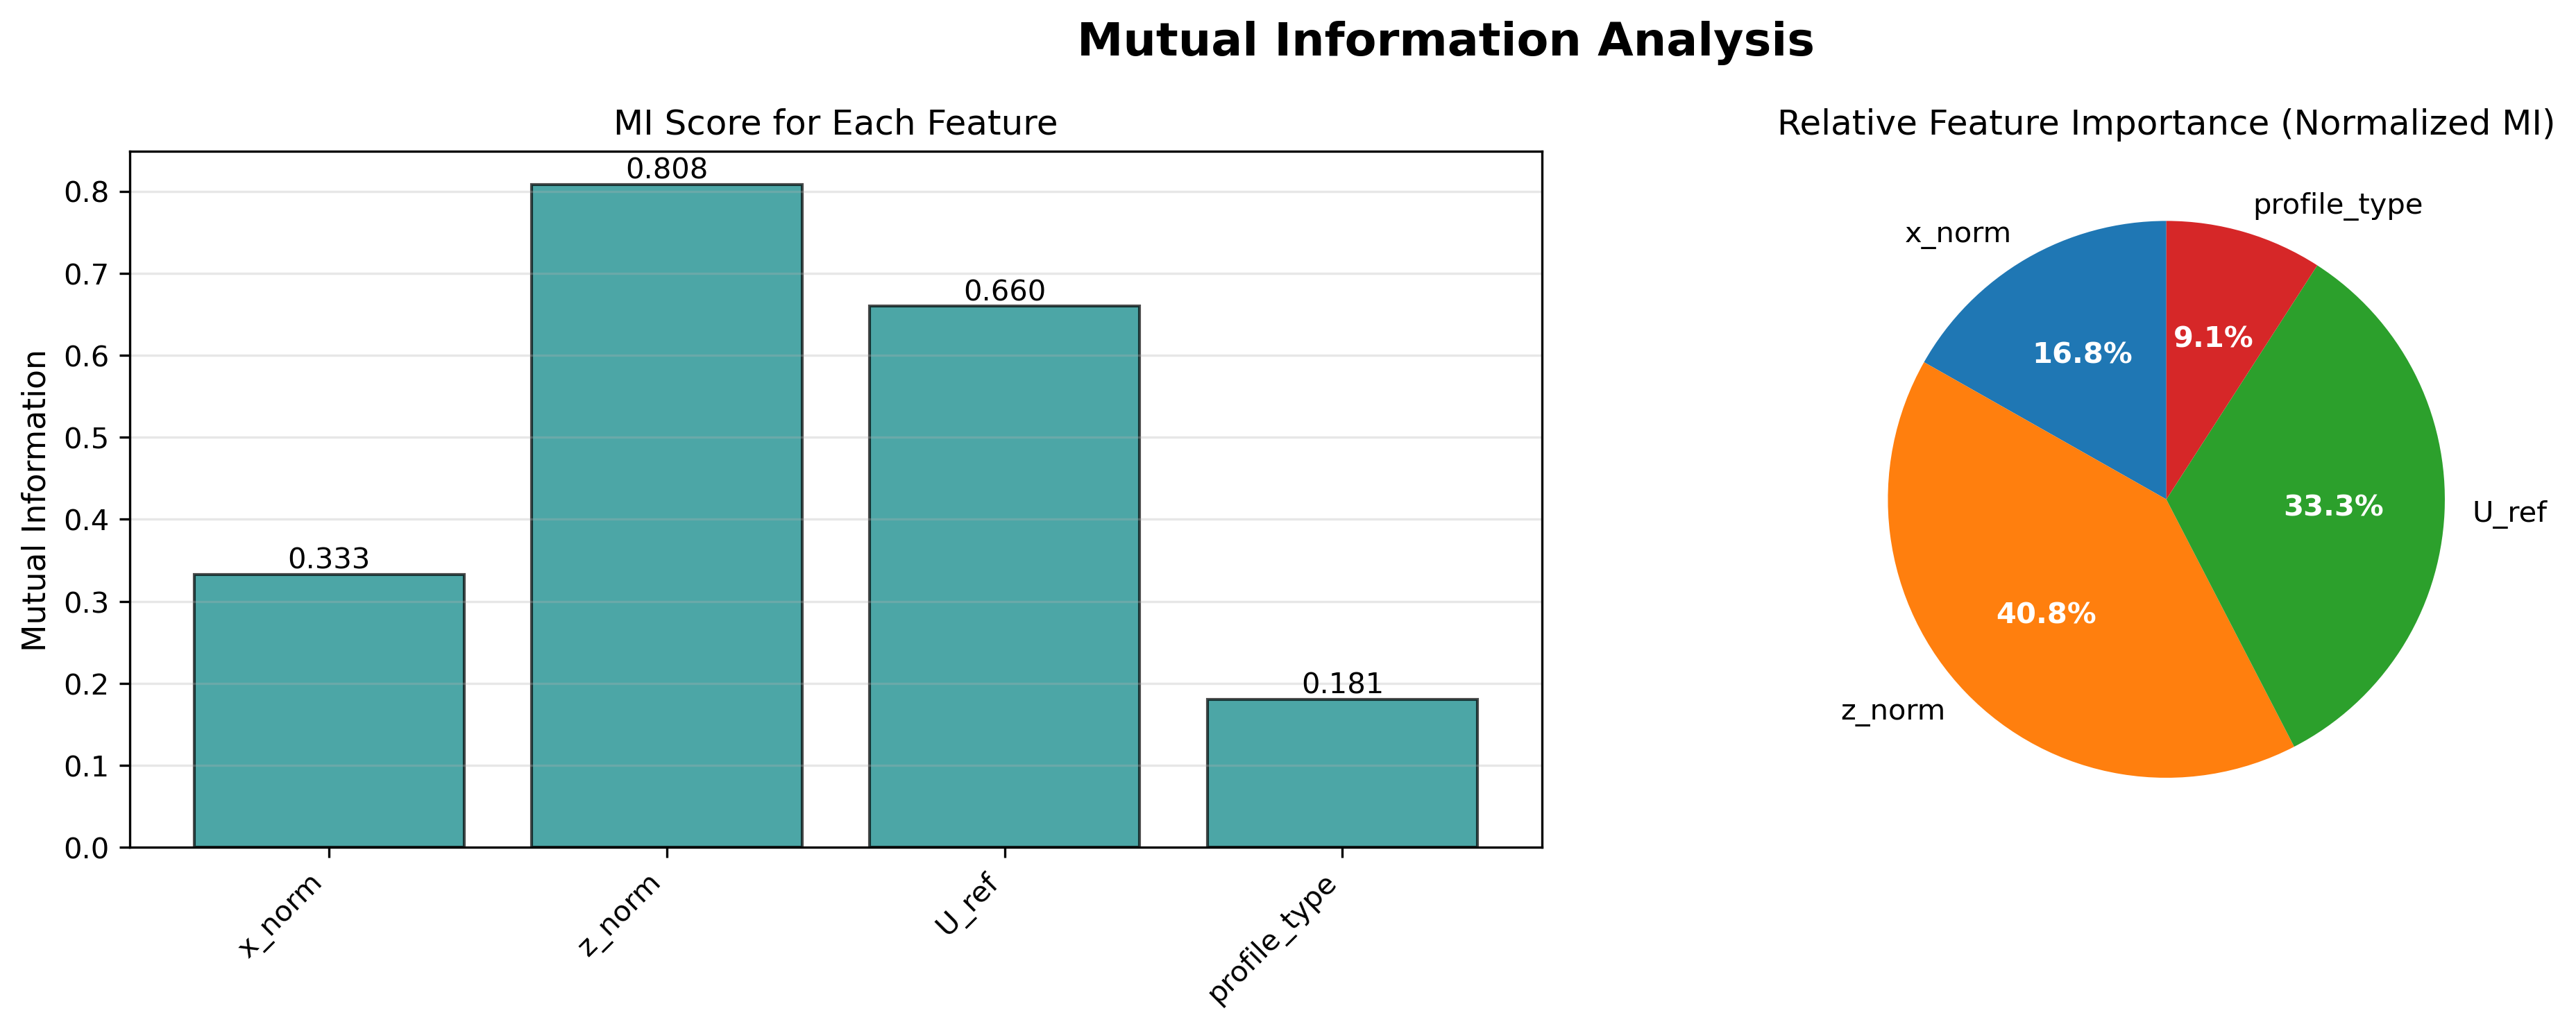 Mutual Information Analysis
MI Score for Each Feature
Mutual Information
0.8
0.7
0.6
0.5
0.4
0.3
0.2
0.1
0.0
0.333
0.808
0.660
0.181
x_norm
z_norm
U_ref
profile_type
Relative Feature Importance (Normalized MI)
x_norm
16.8%
z_norm
40.8%
U_ref
33.3%
profile_type
9.1%